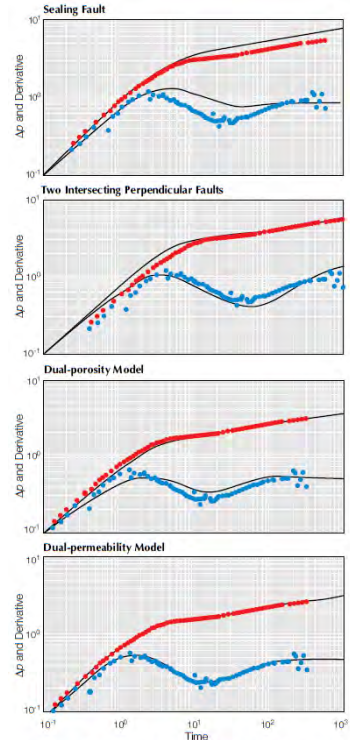 Sealing Fault
10¹
10⁰
10⁻¹
Δp and Derivative
Two Intersecting Perpendicular Faults
10¹
10⁰
10⁻¹
Δp and Derivative
Dual-porosity Model
10¹
10⁰
10⁻¹
Δp and Derivative
Dual-permeability Model
10¹
10⁰
10⁻¹
Δp and Derivative
10⁻¹ 10⁰ 10¹ 10² 10³
Time